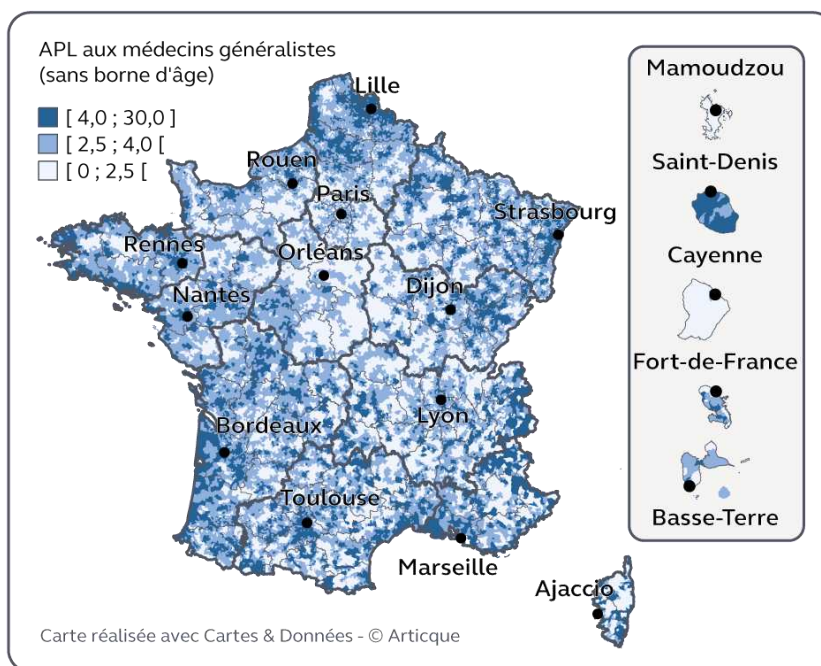 APL aux médecins généralistes
(sans borne d'âge)
[ 4,0 ; 30,0 ]
[ 2,5 ; 4,0 [
[ 0 ; 2,5 [
Lille
Rouen
Paris
Strasbourg
Rennes
Orléans
Nantes
Dijon
Lyon
Bordeaux
Toulouse
Marseille
Ajaccio
Mamoudzou
Saint-Denis
Cayenne
Fort-de-France
Basse-Terre
Carte réalisée avec Cartes & Données - © Articque